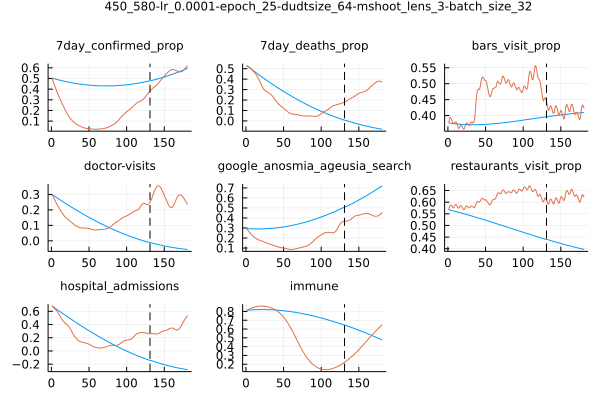 450_580-lr_0.0001-epoch_25-dudtsize_64-mshoot_lens_3-batch_size_32
7day_confirmed_prop 7day_deaths_prop bars_visit_prop
0.6 0.5 0.4 0.3 0.2 0.1
0 50 100 150
0.5 0.4 0.3 0.2 0.1 0.0
0 50 100 150
0.55 0.50 0.45 0.40
0 50 100 150
doctor-visits google_anosmia_ageusia_search restaurants_visit_prop
0.3 0.2 0.1 0.0
0 50 100 150
0.7 0.6 0.5 0.4 0.3 0.2 0.1
0 50 100 150
0.65 0.60 0.55 0.50 0.45 0.40
0 50 100 150
hospital_admissions immune
0.6 0.4 0.2 0.0 −0.2
0 50 100 150
0.8 0.7 0.6 0.5 0.4 0.3 0.2
0 50 100 150